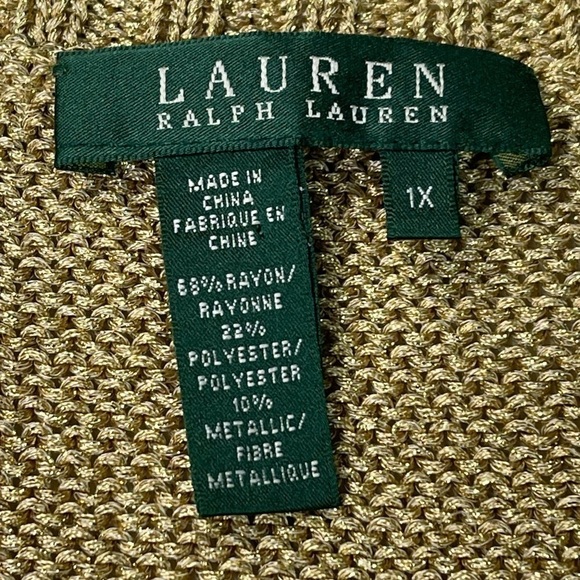 LAUREN
RALPH LAUREN
1X
MADE IN
CHINA
FABRIQUE EN
CHINE
68% RAYON/
RAYONNE
22%
POLYESTER/
POLYESTER
10%
METALLIC/
FIBRE
METALLIQUE